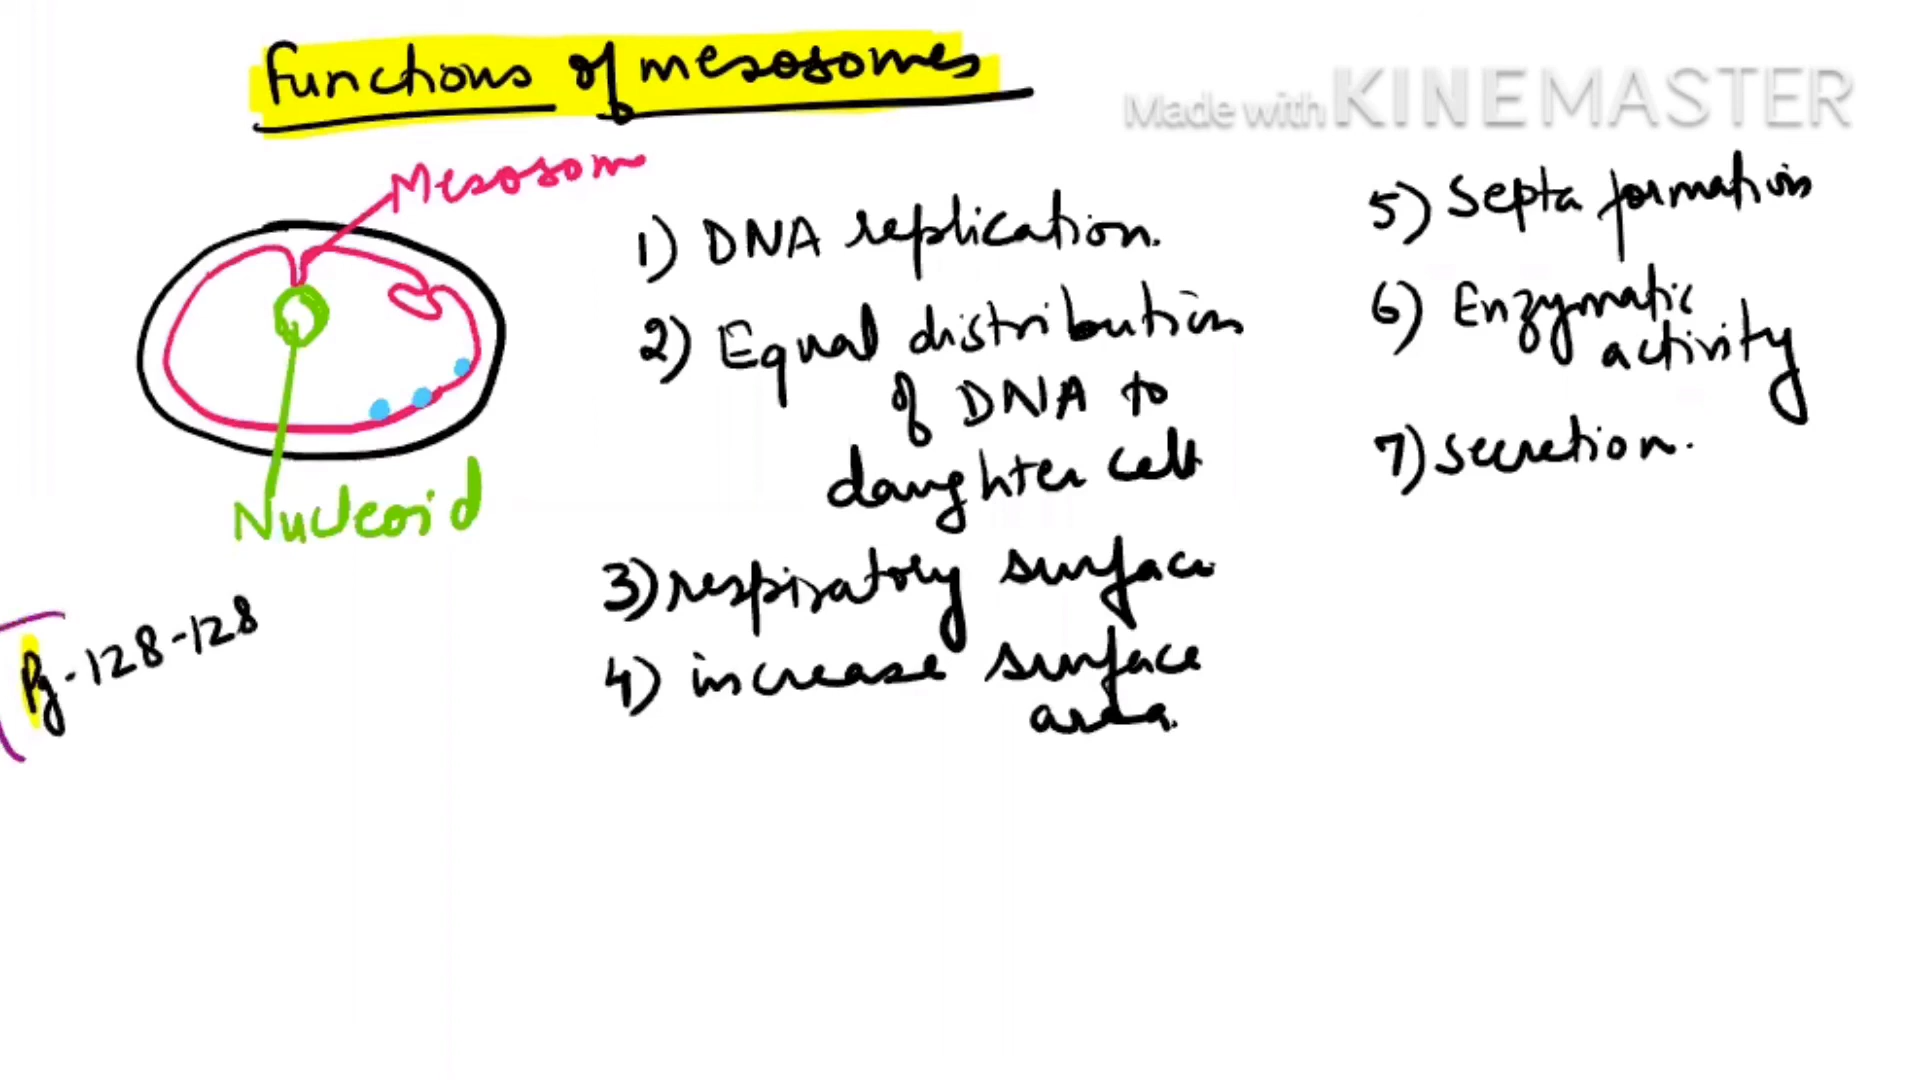 Functions of mesosomes
Made with KINEMASTER
Mesosome
Nucleoid
Pg-128-128
1) DNA replication.
2) Equal distribution
of DNA to
daughter cell
3) respiratory surface
4) increase surface
area.
5) Septa formation
6) Enzymatic
activity
7) secretion.